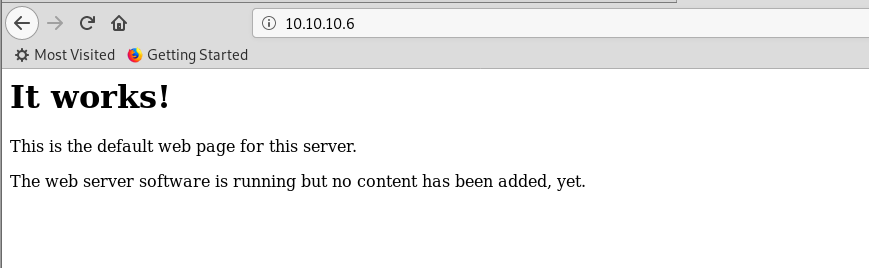 10.10.10.6
Most Visited Getting Started
It works!
This is the default web page for this server.
The web server software is running but no content has been added, yet.